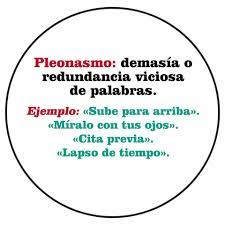 Pleonasmo: demasía o
redundancia viciosa
de palabras.
Ejemplo: «Sube para arriba».
«Míralo con tus ojos».
«Cita previa».
«Lapso de tiempo».